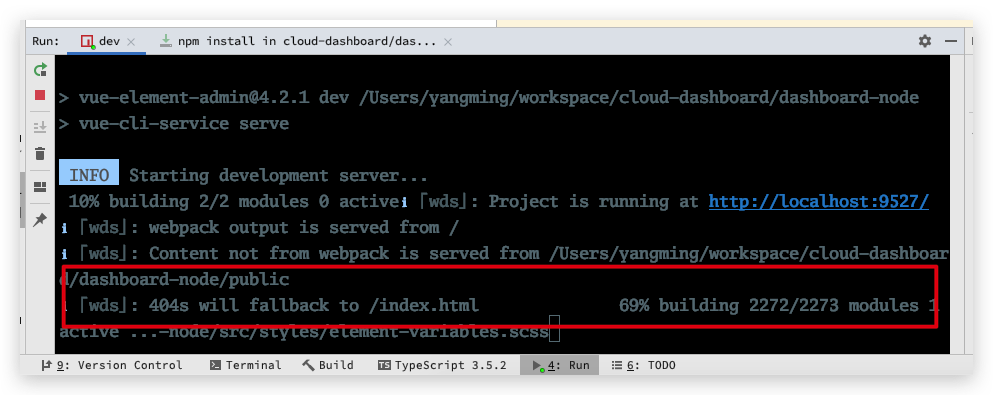 Run:
dev
npm install in cloud-dashboard/das...
> vue-element-admin@4.2.1 dev /Users/yangming/workspace/cloud-dashboard/dashboard-node
> vue-cli-service serve
INFO Starting development server...
10% building 2/2 modules 0 activeℹ 「wds」: Project is running at http://localhost:9527/
ℹ 「wds」: webpack output is served from /
ℹ 「wds」: Content not from webpack is served from /Users/yangming/workspace/cloud-dashboar
d/dashboard-node/public
ℹ 「wds」: 404s will fallback to /index.html 69% building 2272/2273 modules 1
active ...-node/src/styles/element-variables.scss
9: Version Control Terminal Build TS TypeScript 3.5.2 4: Run 6: TODO